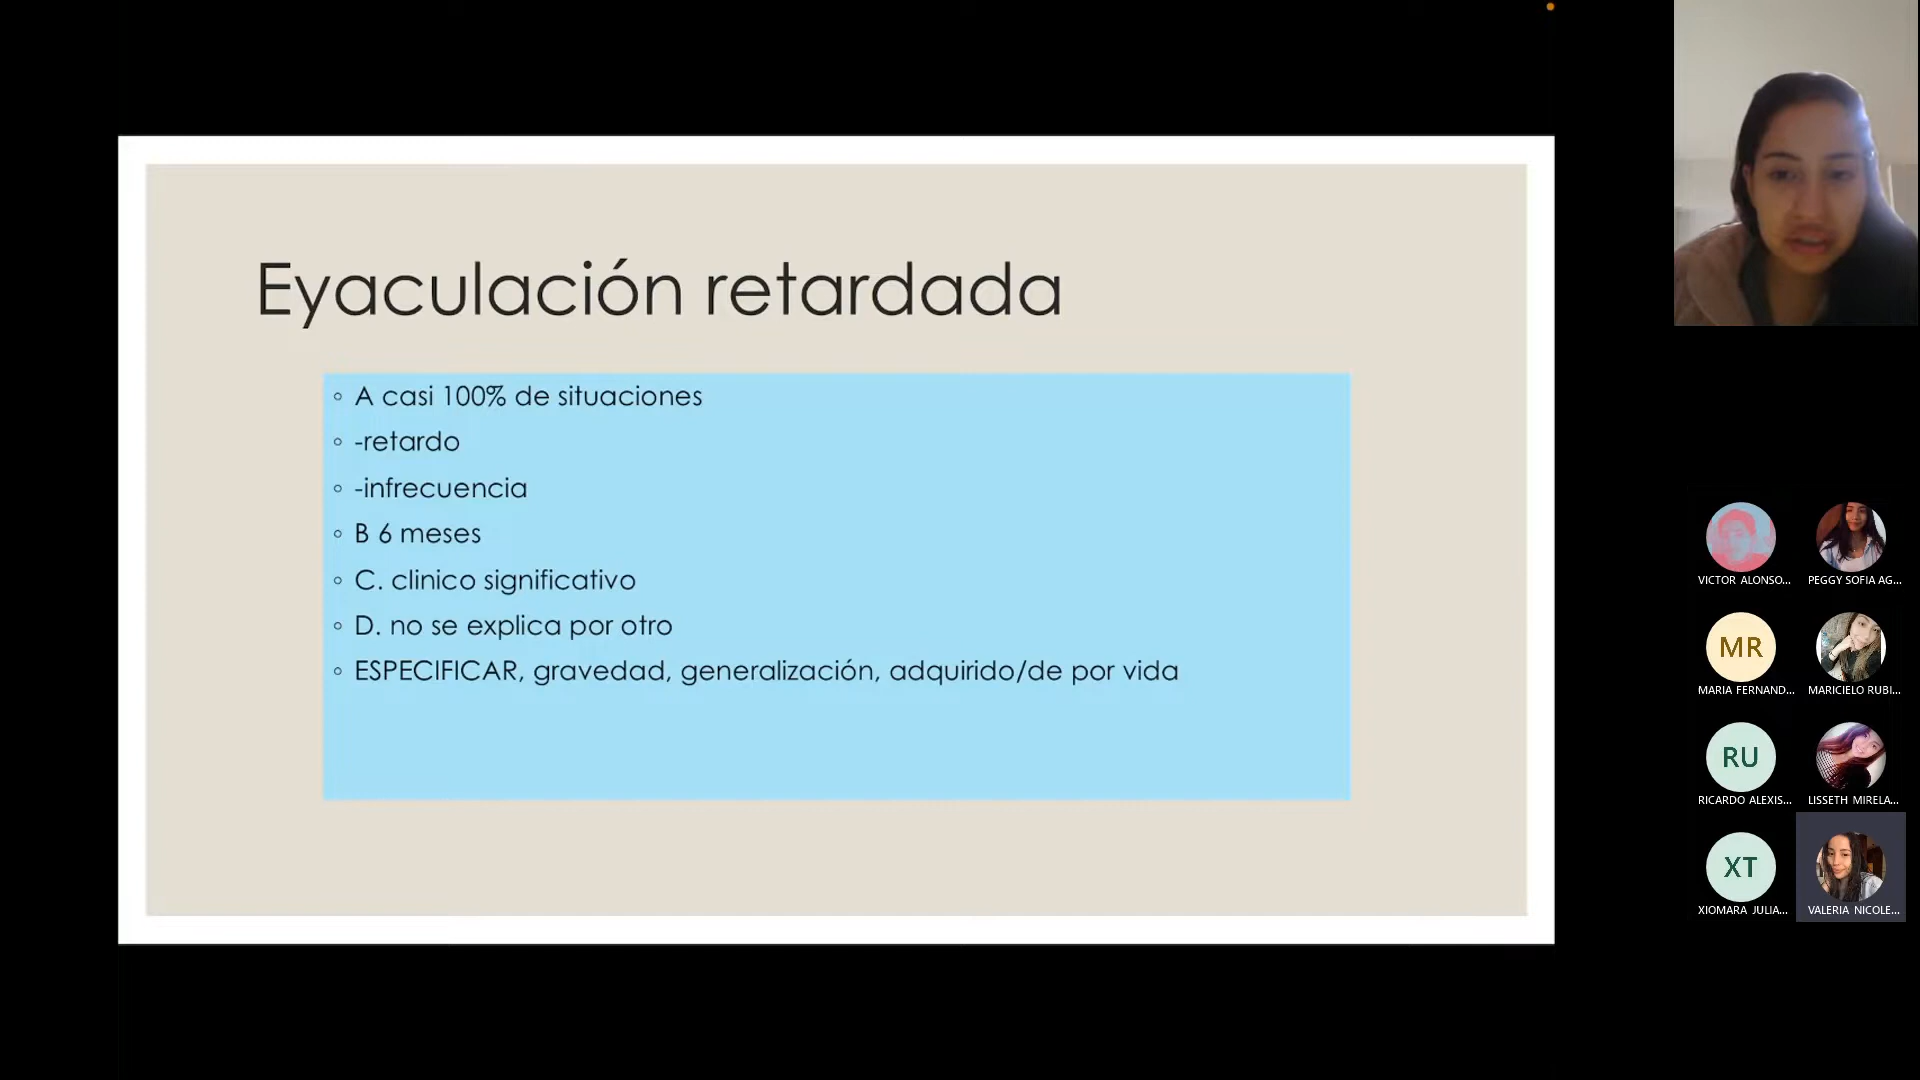 Eyaculación retardada
◦ A casi 100% de situaciones
◦ -retardo
◦ -infrecuencia
◦ B 6 meses
◦ C. clinico significativo
◦ D. no se explica por otro
◦ ESPECIFICAR, gravedad, generalización, adquirido/de por vida
VICTOR ALONSO...
PEGGY SOFIA AG...
MR
MARIA FERNAND...
MARICIELO RUBI...
RU
RICARDO ALEXIS...
LISSETH MIRELA...
XT
XIOMARA JULIA...
VALERIA NICOLE...